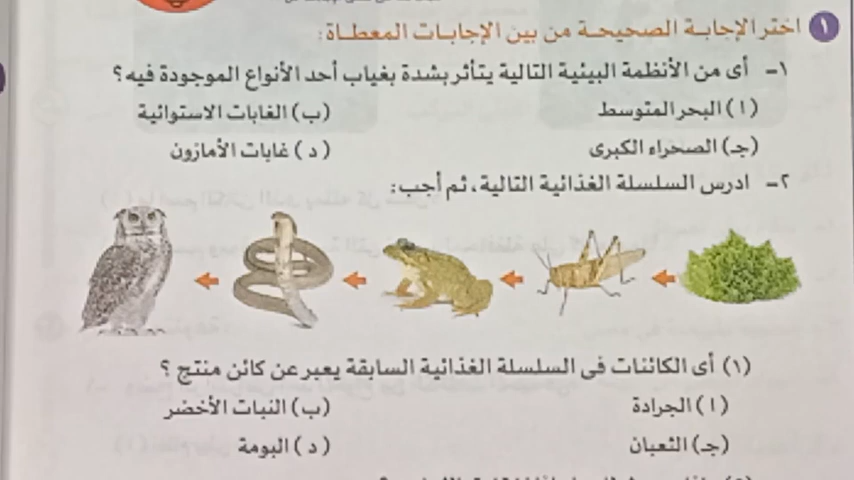 ١ اختر الإجابة الصحيحة من بين الإجابات المعطاة:
١- أى من الأنظمة البيئية التالية يتأثر بشدة بغياب أحد الأنواع الموجودة فيه؟
(أ) البحر المتوسط (ب) الغابات الاستوائية
(جـ) الصحراء الكبرى (د) غابات الأمازون
٢- ادرس السلسلة الغذائية التالية، ثم أجب:
(١) أى الكائنات فى السلسلة الغذائية السابقة يعبر عن كائن منتج ؟
(أ) الجرادة (ب) النبات الأخضر
(جـ) الثعبان (د) البومة